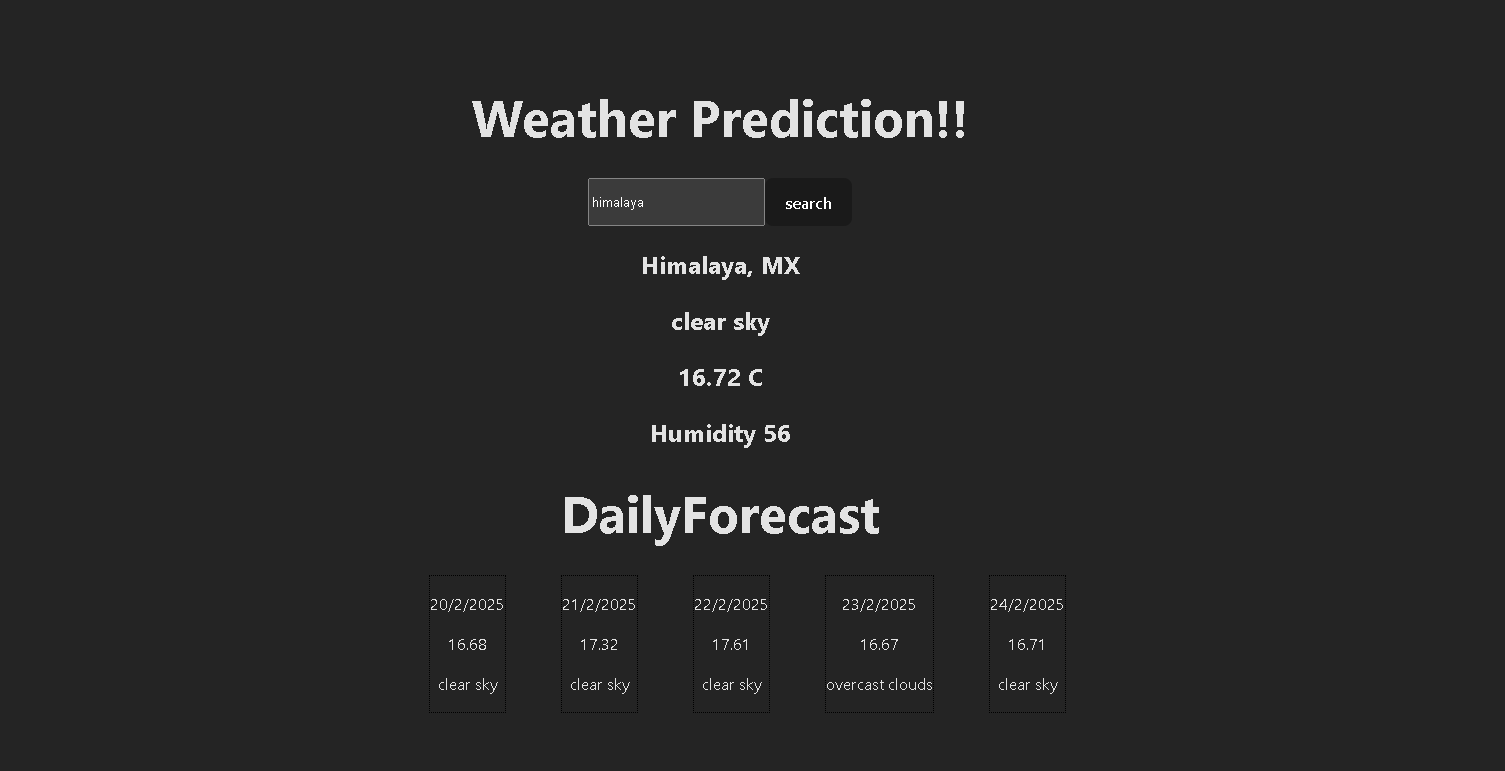 Weather Prediction!!
himalaya search
Himalaya, MX
clear sky
16.72 C
Humidity 56
DailyForecast
20/2/2025 21/2/2025 22/2/2025 23/2/2025 24/2/2025
16.68 17.32 17.61 16.67 16.71
clear sky clear sky clear sky overcast clouds clear sky